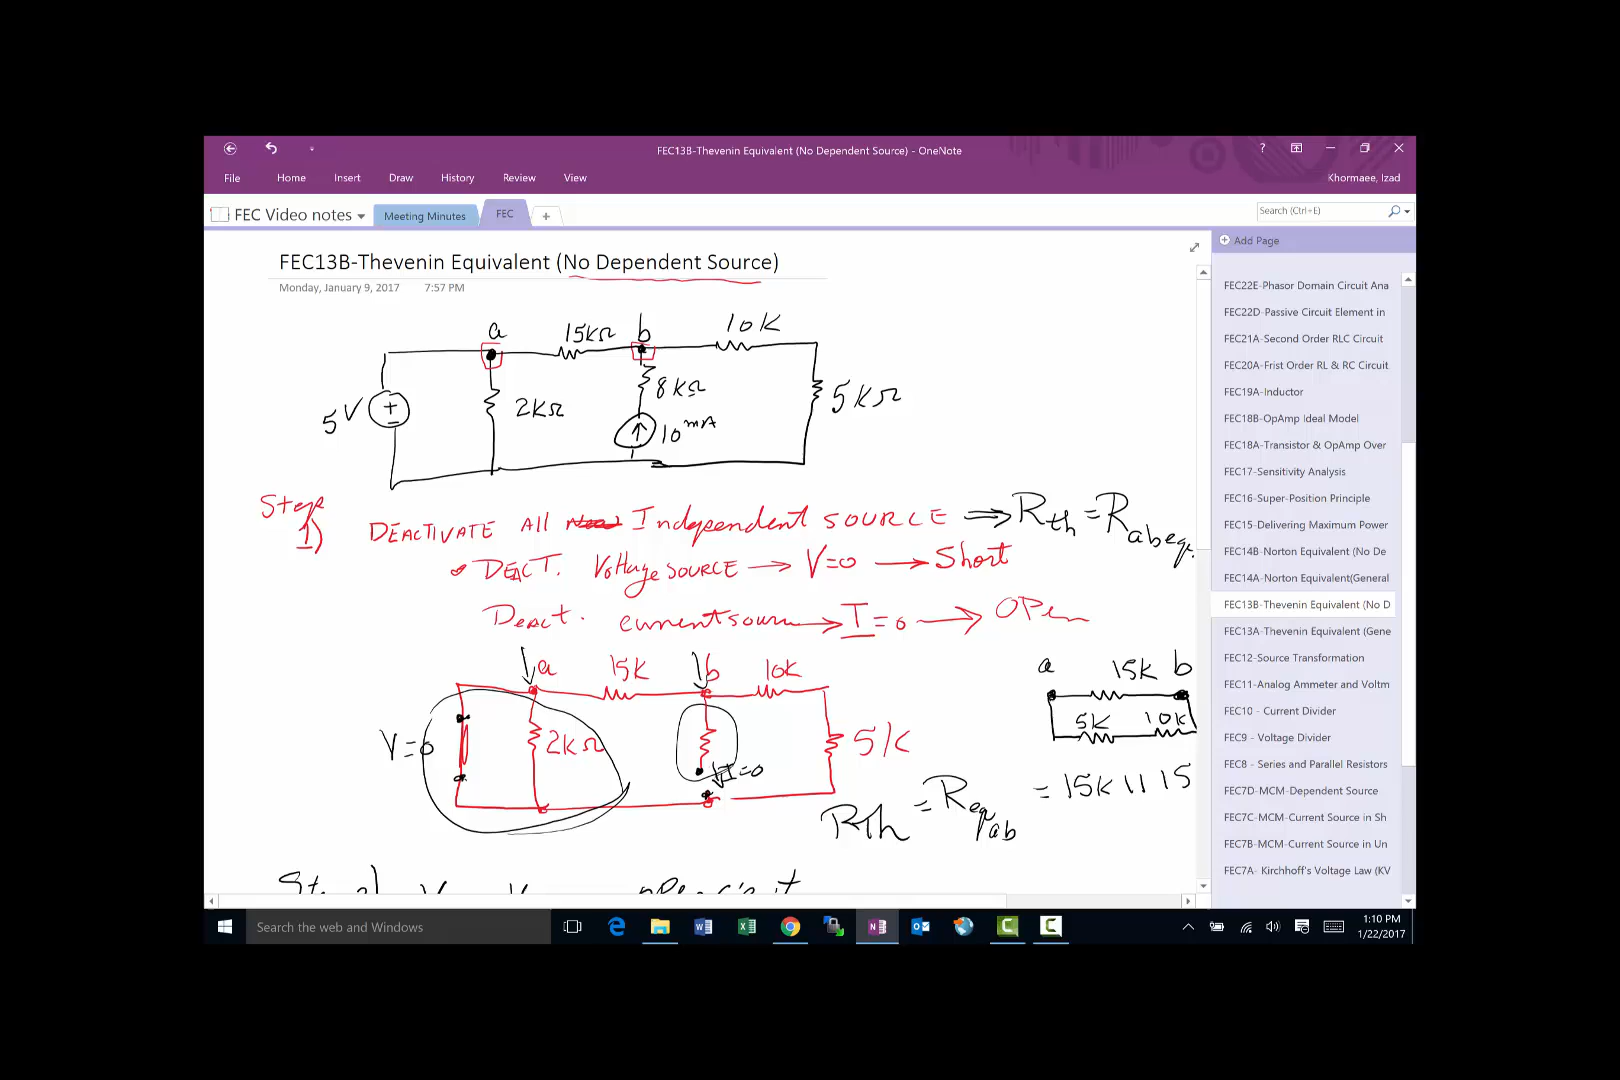 FEC13B-Thevenin Equivalent (No Dependent Source) - OneNote
File Home Insert Draw History Review View
Khormaee, Izad
FEC Video notes
Meeting Minutes
FEC
Search (Ctrl+E)
FEC13B-Thevenin Equivalent (No Dependent Source)
Monday, January 9, 2017 7:57 PM
a 15KΩ b 10K
5V 2KΩ 8KΩ 10mA 5KΩ
Step 1) DEACTIVATE All Independent SOURCE ⇒ Rth = Rab eq.
• DEACT. Voltage SOURCE → V=0 → Short
Deact. current sour → I=0 → OPen
a 15K b 10K
V=0 2KΩ I=0 5K
a 15K b
5K 10K
Rth = Req ab = 15K || 15
Add Page
FEC22E-Phasor Domain Circuit Ana
FEC22D-Passive Circuit Element in
FEC21A-Second Order RLC Circuit
FEC20A-Frist Order RL & RC Circuit
FEC19A-Inductor
FEC18B-OpAmp Ideal Model
FEC18A-Transistor & OpAmp Over
FEC17-Sensitivity Analysis
FEC16-Super-Position Principle
FEC15-Delivering Maximum Power
FEC14B-Norton Equivalent (No De
FEC14A-Norton Equivalent(General
FEC13B-Thevenin Equivalent (No D
FEC13A-Thevenin Equivalent (Gene
FEC12-Source Transformation
FEC11-Analog Ammeter and Voltm
FEC10 - Current Divider
FEC9 - Voltage Divider
FEC8 - Series and Parallel Resistors
FEC7D-MCM-Dependent Source
FEC7C-MCM-Current Source in Sh
FEC7B-MCM-Current Source in Un
FEC7A- Kirchhoff's Voltage Law (KV
Search the web and Windows
1:10 PM
1/22/2017